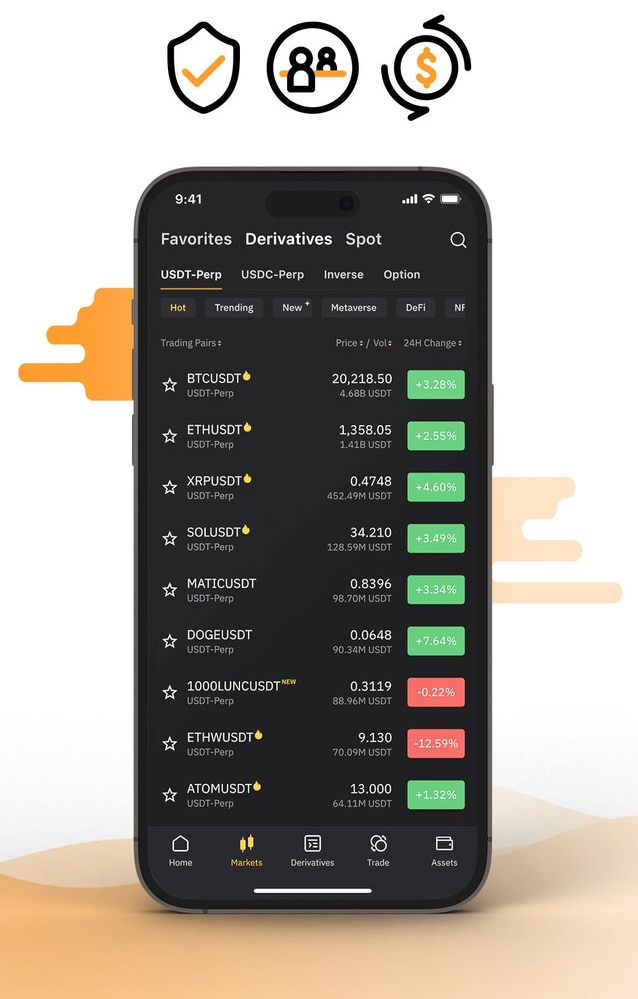 $
9:41
Favorites Derivatives Spot
USDT-Perp USDC-Perp Inverse Option
Hot Trending New+ Metaverse DeFi
Trading Pairs Price / Vol 24H Change
BTCUSDT 20,218.50 +3.28%
USDT-Perp 4.68B USDT
ETHUSDT 1,358.05 +2.55%
USDT-Perp 1.41B USDT
XRPUSDT 0.4748 +4.60%
USDT-Perp 452.49M USDT
SOLUSDT 34.210 +3.49%
USDT-Perp 128.59M USDT
MATICUSDT 0.8396 +3.34%
USDT-Perp 98.70M USDT
DOGEUSDT 0.0648 +7.64%
USDT-Perp 90.34M USDT
1000LUNCUSDT NEW 0.3119 -0.22%
USDT-Perp 88.96M USDT
ETHWUSDT 9.130 -12.59%
USDT-Perp 70.09M USDT
ATOMUSDT 13.000 +1.32%
USDT-Perp 64.11M USDT
Home Markets Derivatives Trade Assets